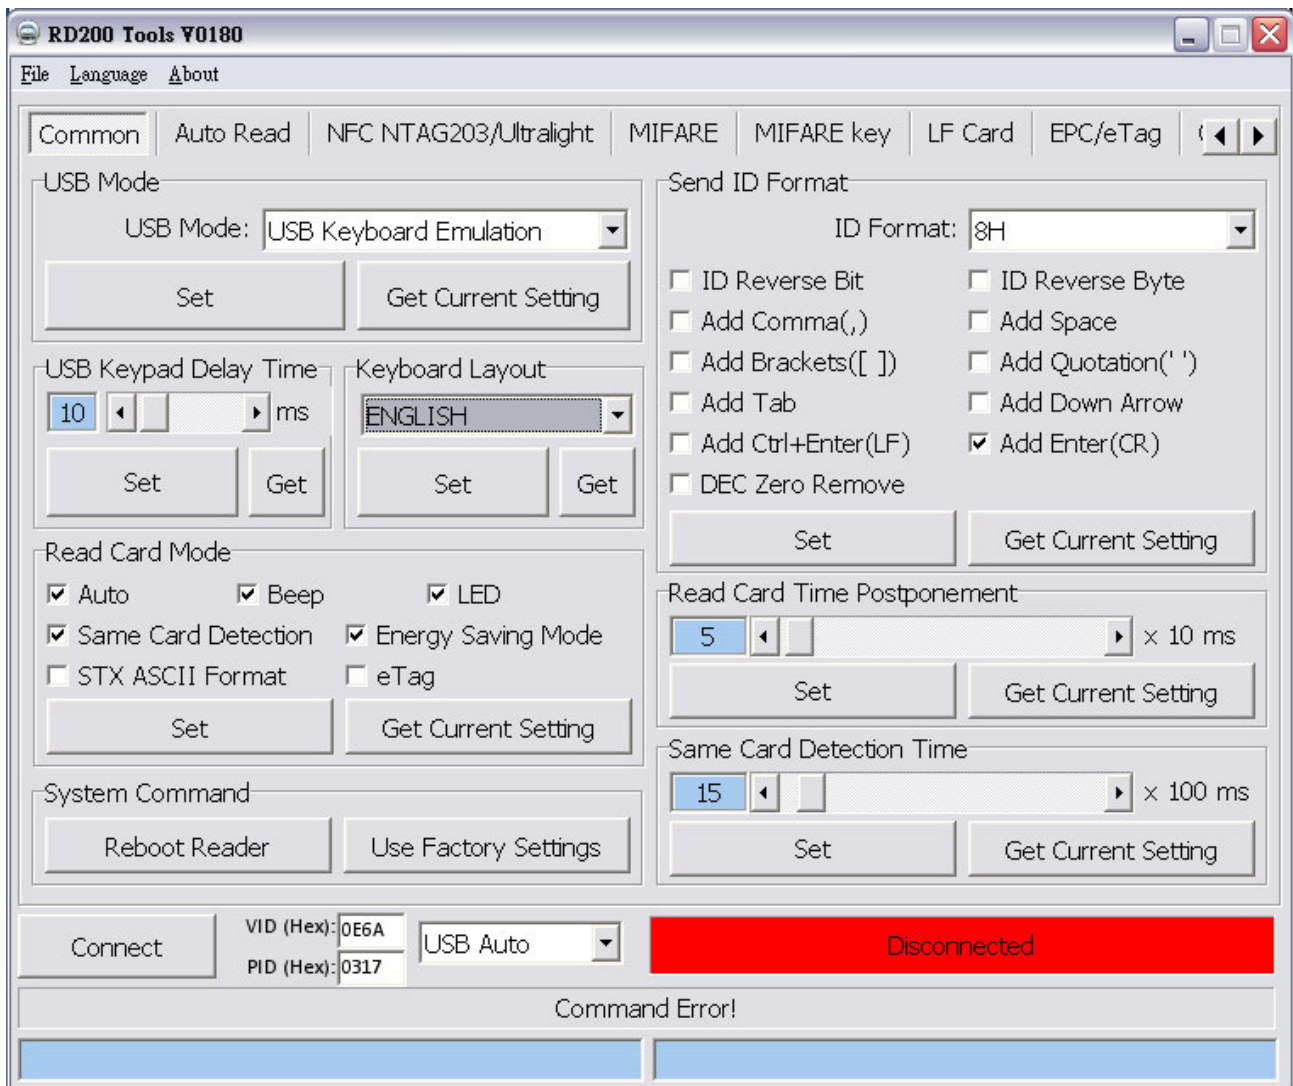 RD200 Tools V0180
File Language About
Common Auto Read NFC NTAG203/Ultralight MIFARE MIFARE key LF Card EPC/eTag
USB Mode
USB Mode: USB Keyboard Emulation
Set Get Current Setting
USB Keypad Delay Time
10 ms
Set Get
Keyboard Layout
ENGLISH
Set Get
Read Card Mode
Auto Beep LED
Same Card Detection Energy Saving Mode
STX ASCII Format eTag
Set Get Current Setting
System Command
Reboot Reader Use Factory Settings
Send ID Format
ID Format: 8H
ID Reverse Bit ID Reverse Byte
Add Comma(,) Add Space
Add Brackets([ ]) Add Quotation(' ')
Add Tab Add Down Arrow
Add Ctrl+Enter(LF) Add Enter(CR)
DEC Zero Remove
Set Get Current Setting
Read Card Time Postponement
5 x 10 ms
Set Get Current Setting
Same Card Detection Time
15 x 100 ms
Set Get Current Setting
Connect
VID (Hex): 0E6A
PID (Hex): 0317
USB Auto
Disconnected
Command Error!